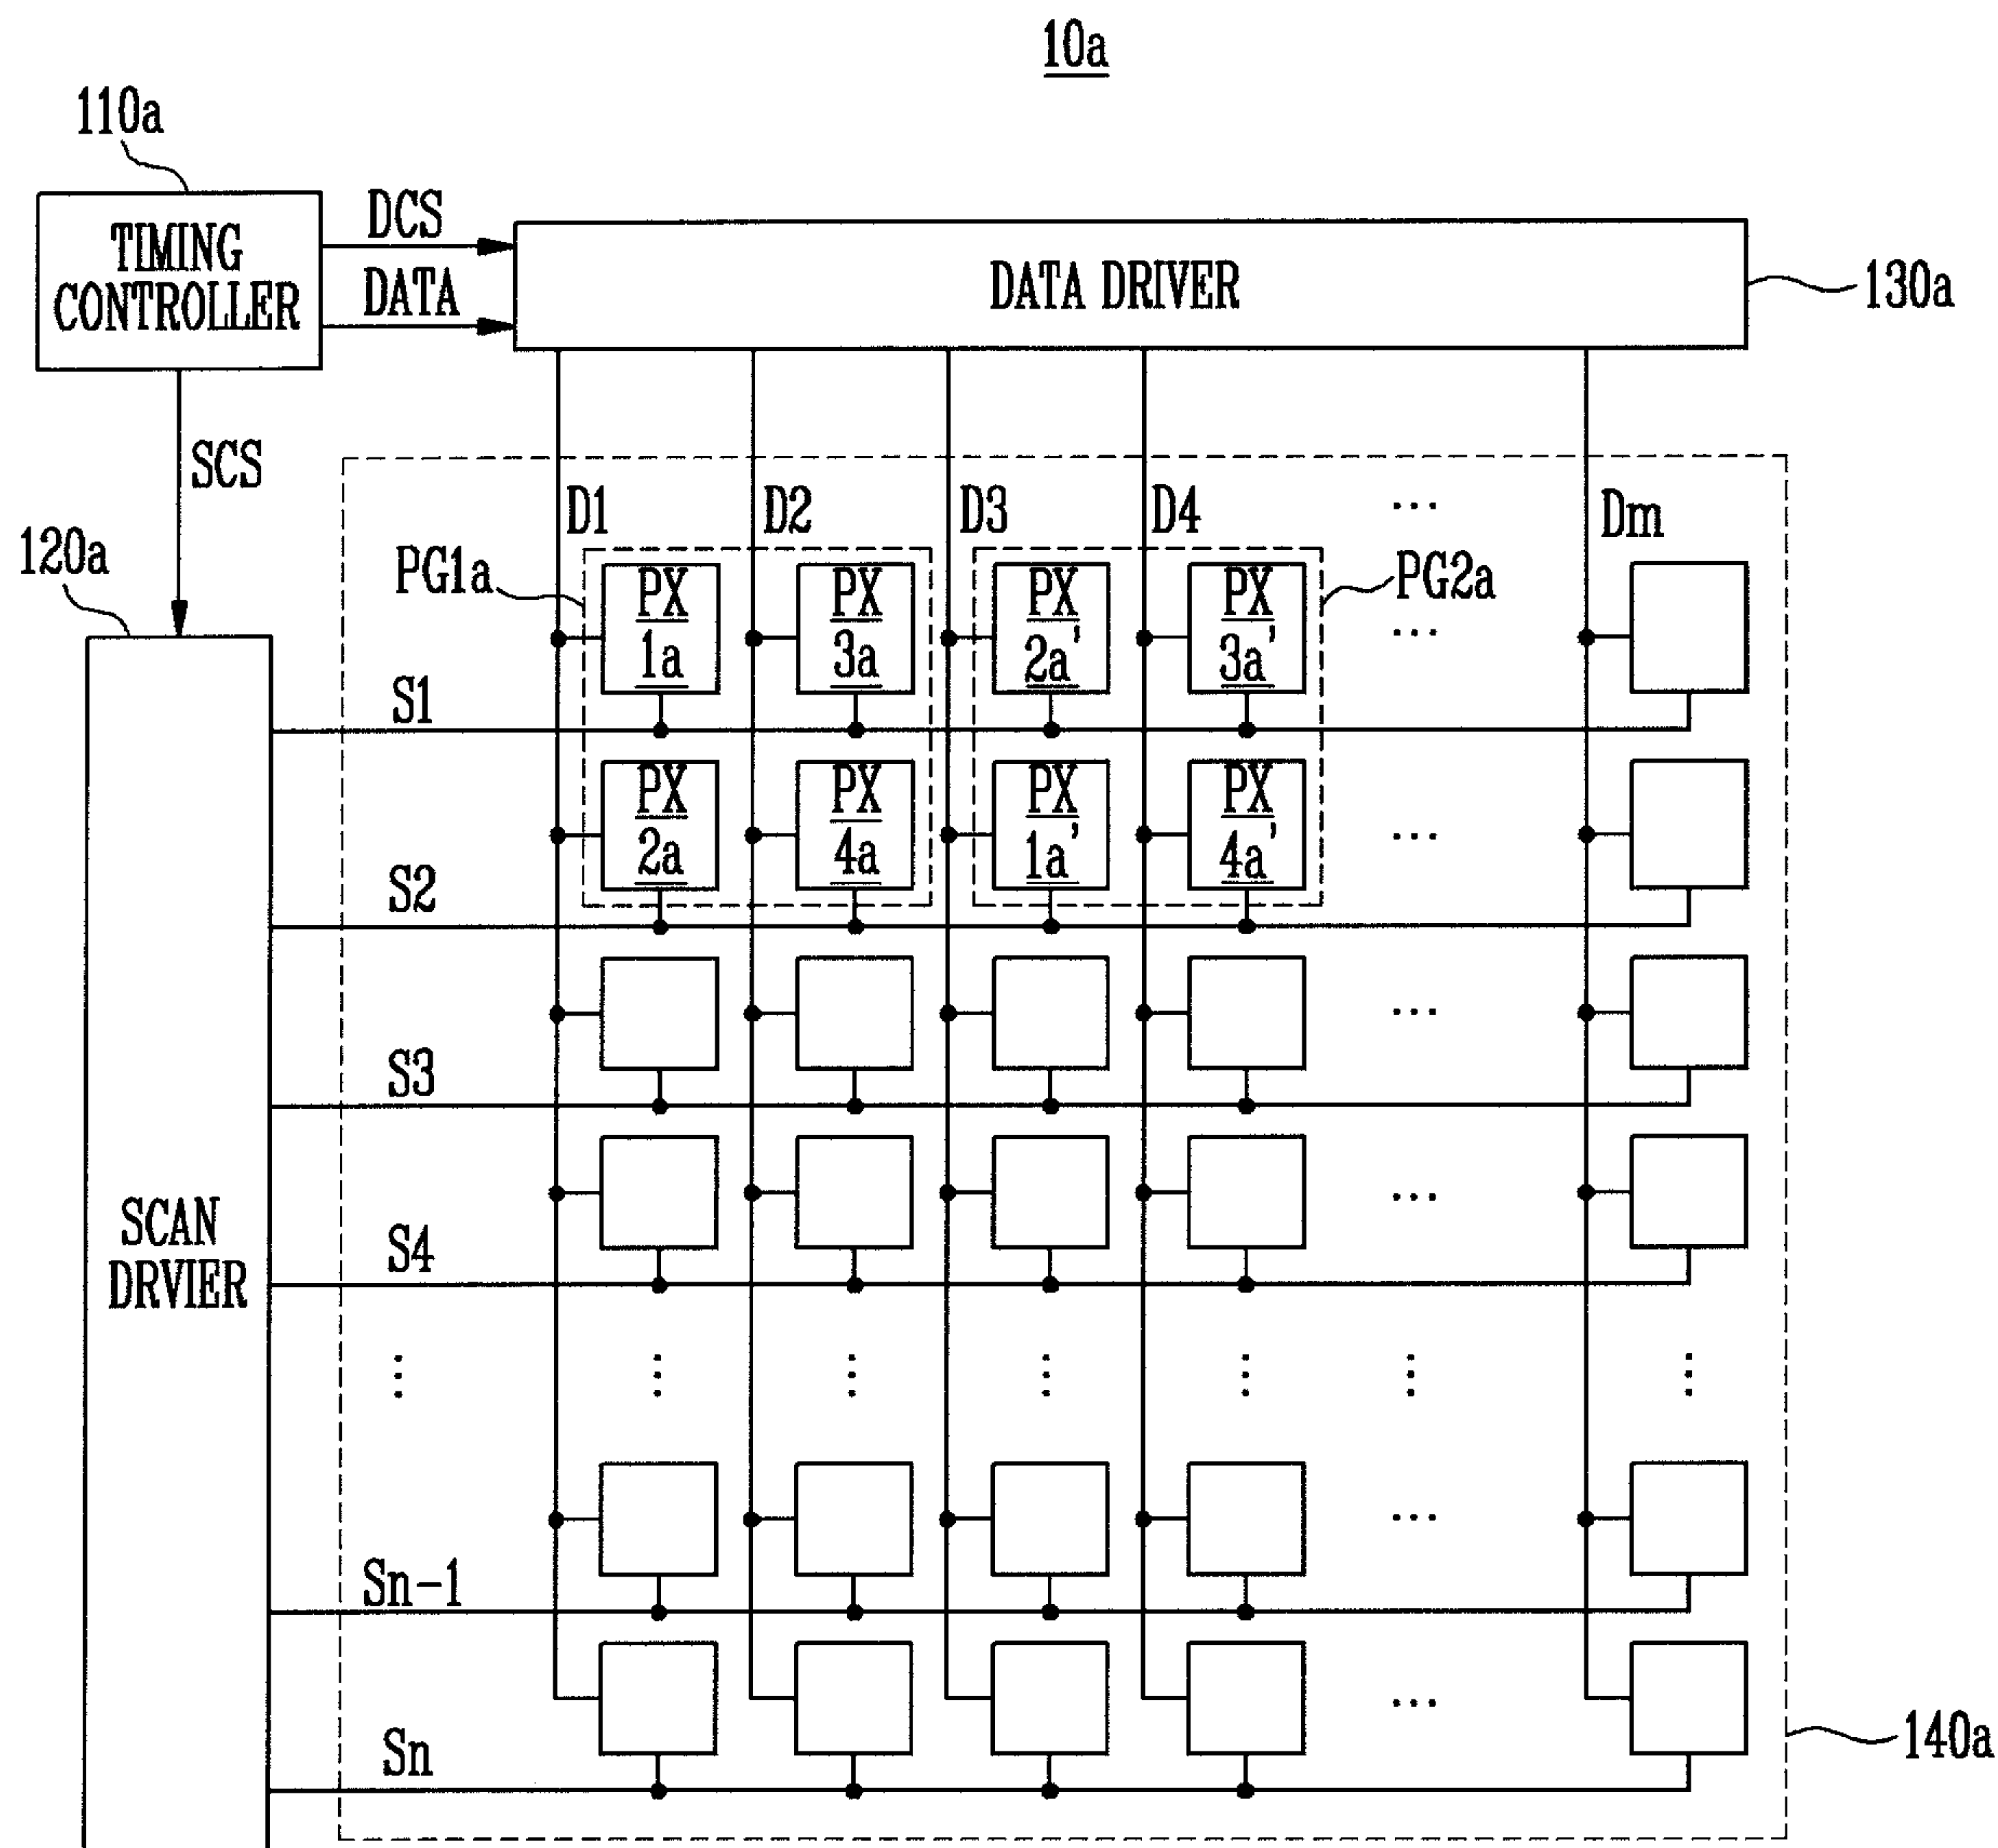 10a
110a
TIMING
CONTROLLER
DCS
DATA
DATA DRIVER
130a
SCS
120a
D1
D2
D3
D4
...
Dm
PG1a
PX
1a
PX
3a
PX
2a'
PX
3a'
PG2a
...
S1
PX
2a
PX
4a
PX
1a'
PX
4a'
...
S2
...
S3
...
S4
SCAN
DRVIER
...
Sn-1
...
Sn
140a